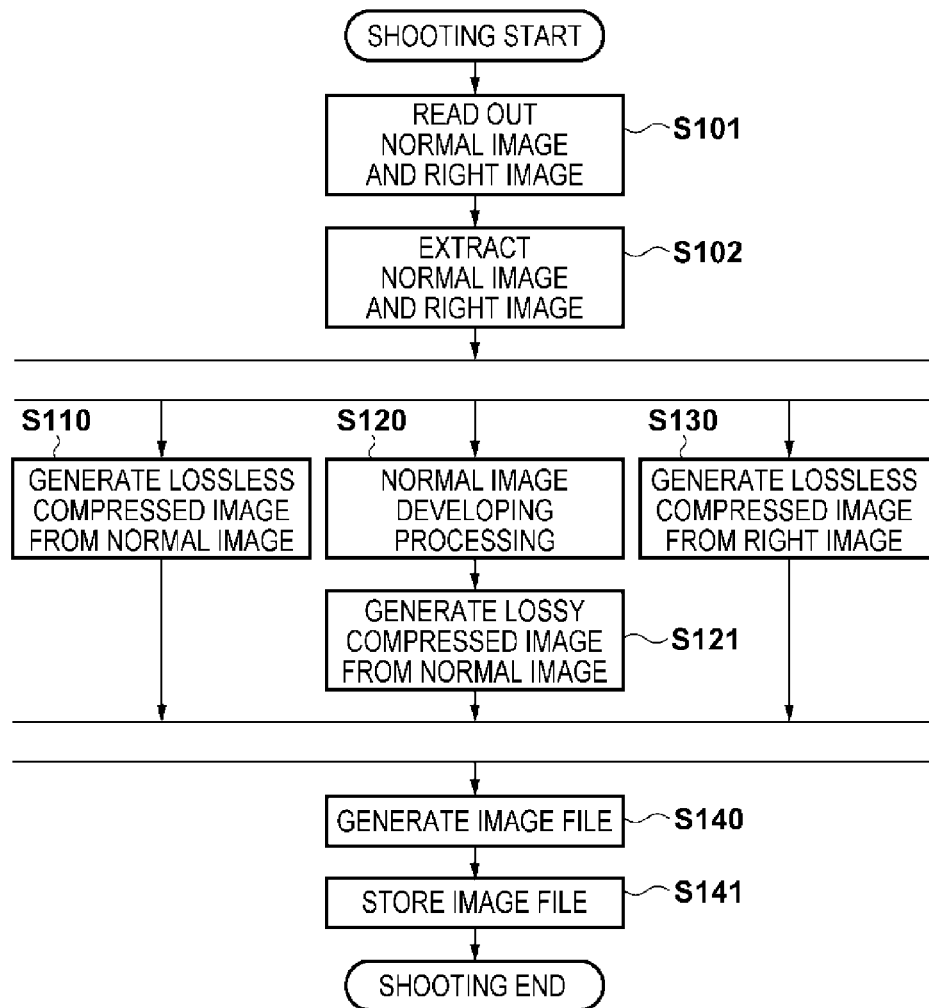 SHOOTING START
READ OUT
NORMAL IMAGE
AND RIGHT IMAGE
S101
EXTRACT
NORMAL IMAGE
AND RIGHT IMAGE
S102
S110
GENERATE LOSSLESS
COMPRESSED IMAGE
FROM NORMAL IMAGE
S120
NORMAL IMAGE
DEVELOPING
PROCESSING
S130
GENERATE LOSSLESS
COMPRESSED IMAGE
FROM RIGHT IMAGE
GENERATE LOSSY
COMPRESSED IMAGE
FROM NORMAL IMAGE
S121
GENERATE IMAGE FILE
S140
STORE IMAGE FILE
S141
SHOOTING END